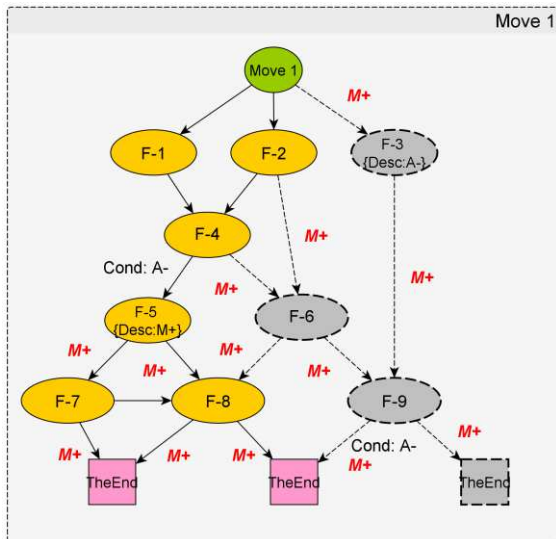 Move 1
Move 1
M+
F-1
F-2
F-3
{Desc:A-}
F-4
M+
Cond: A-
M+
M+
F-5
{Desc:M+}
F-6
M+
M+
M+
M+
F-7
F-8
F-9
M+
M+
M+
Cond: A-
M+
M+
TheEnd
TheEnd
TheEnd